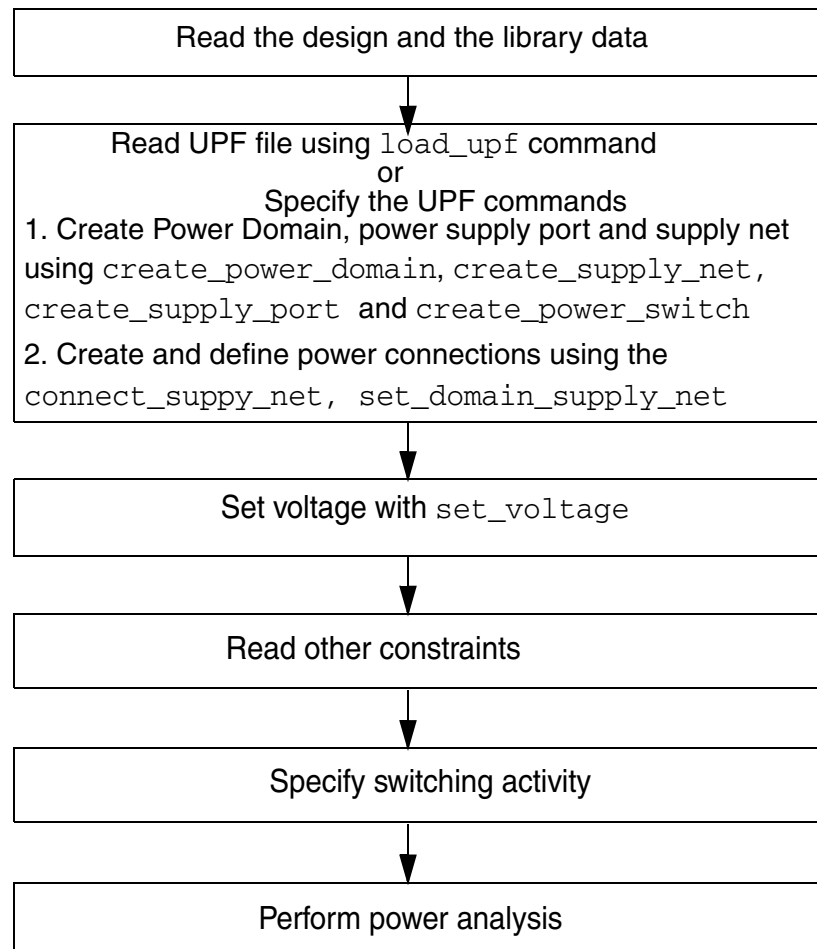 Read the design and the library data
Read UPF file using load_upf command
or
Specify the UPF commands
1. Create Power Domain, power supply port and supply net
using create_power_domain, create_supply_net,
create_supply_port and create_power_switch
2. Create and define power connections using the
connect_suppy_net, set_domain_supply_net
Set voltage with set_voltage
Read other constraints
Specify switching activity
Perform power analysis